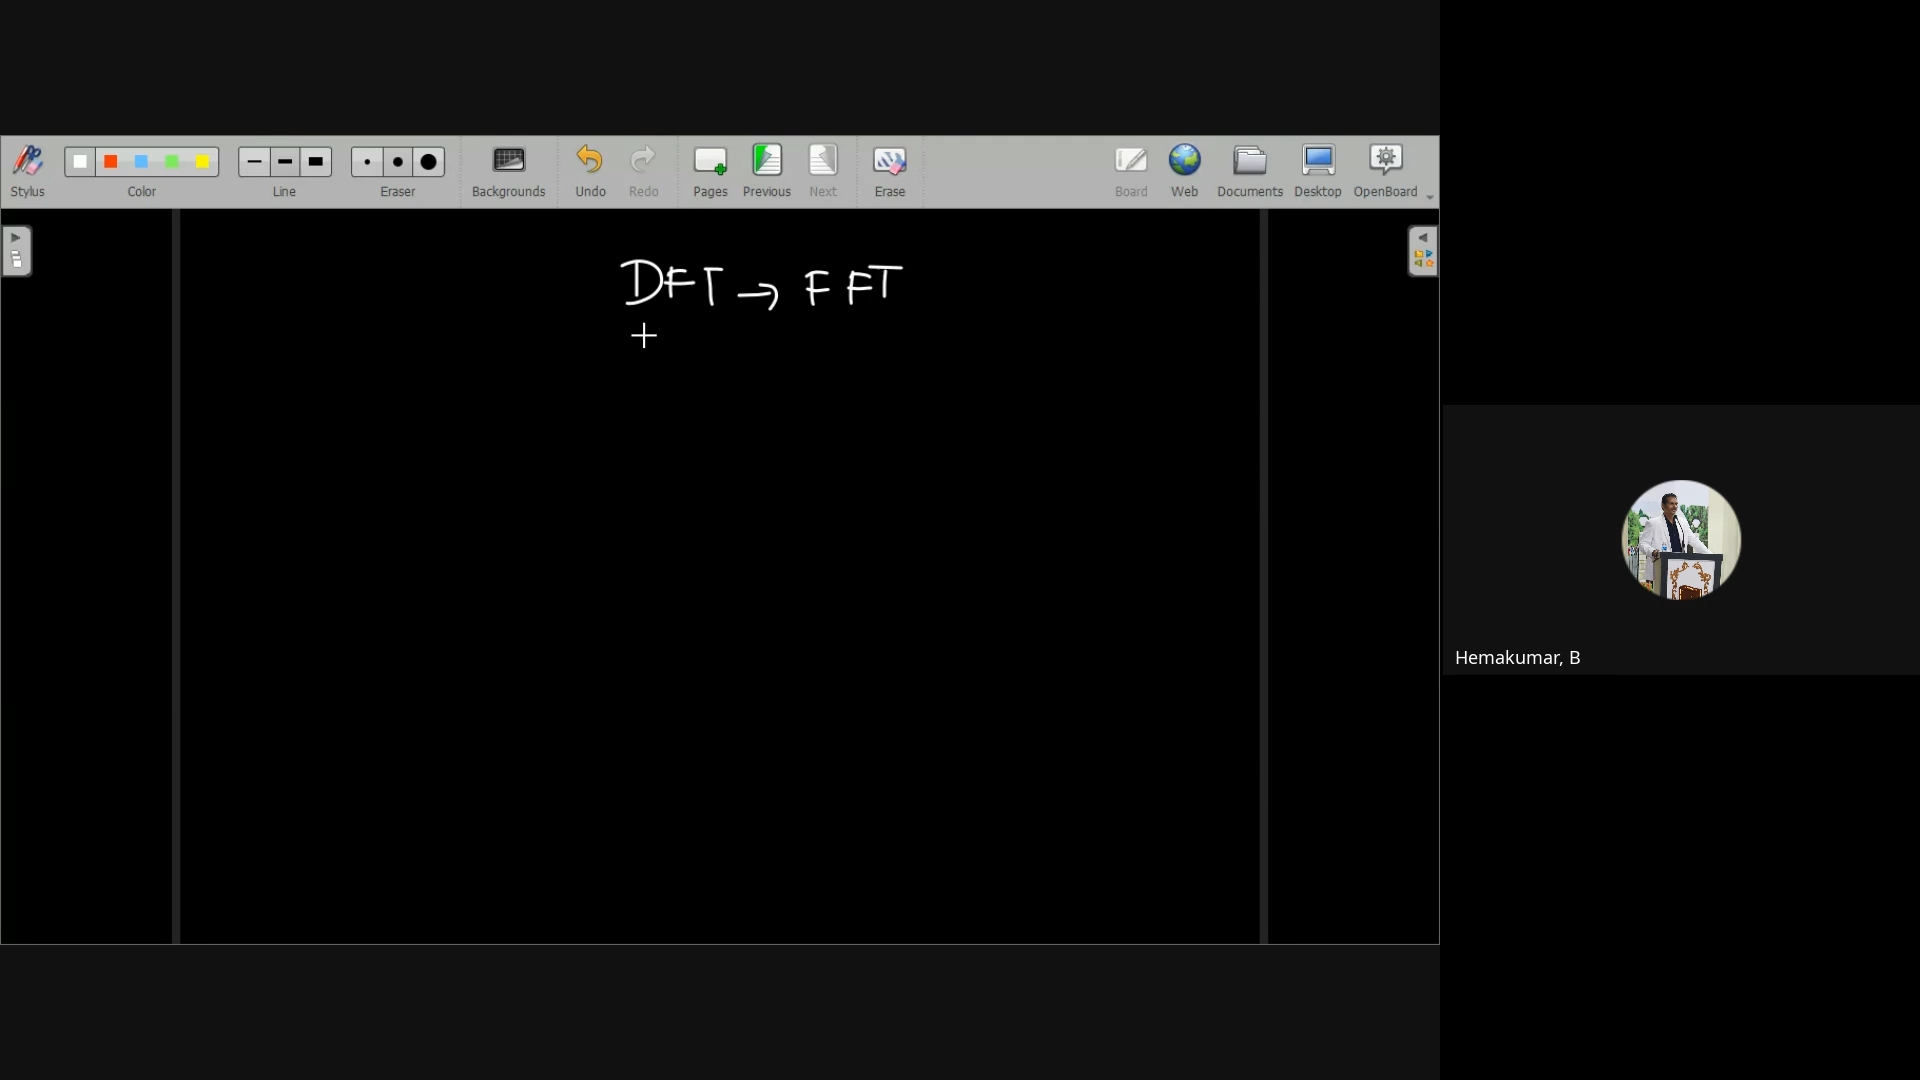 Stylus Color Line Eraser Backgrounds Undo Redo Pages Previous Next Erase Board Web Documents Desktop OpenBoard
DFT → FFT
Hemakumar, B